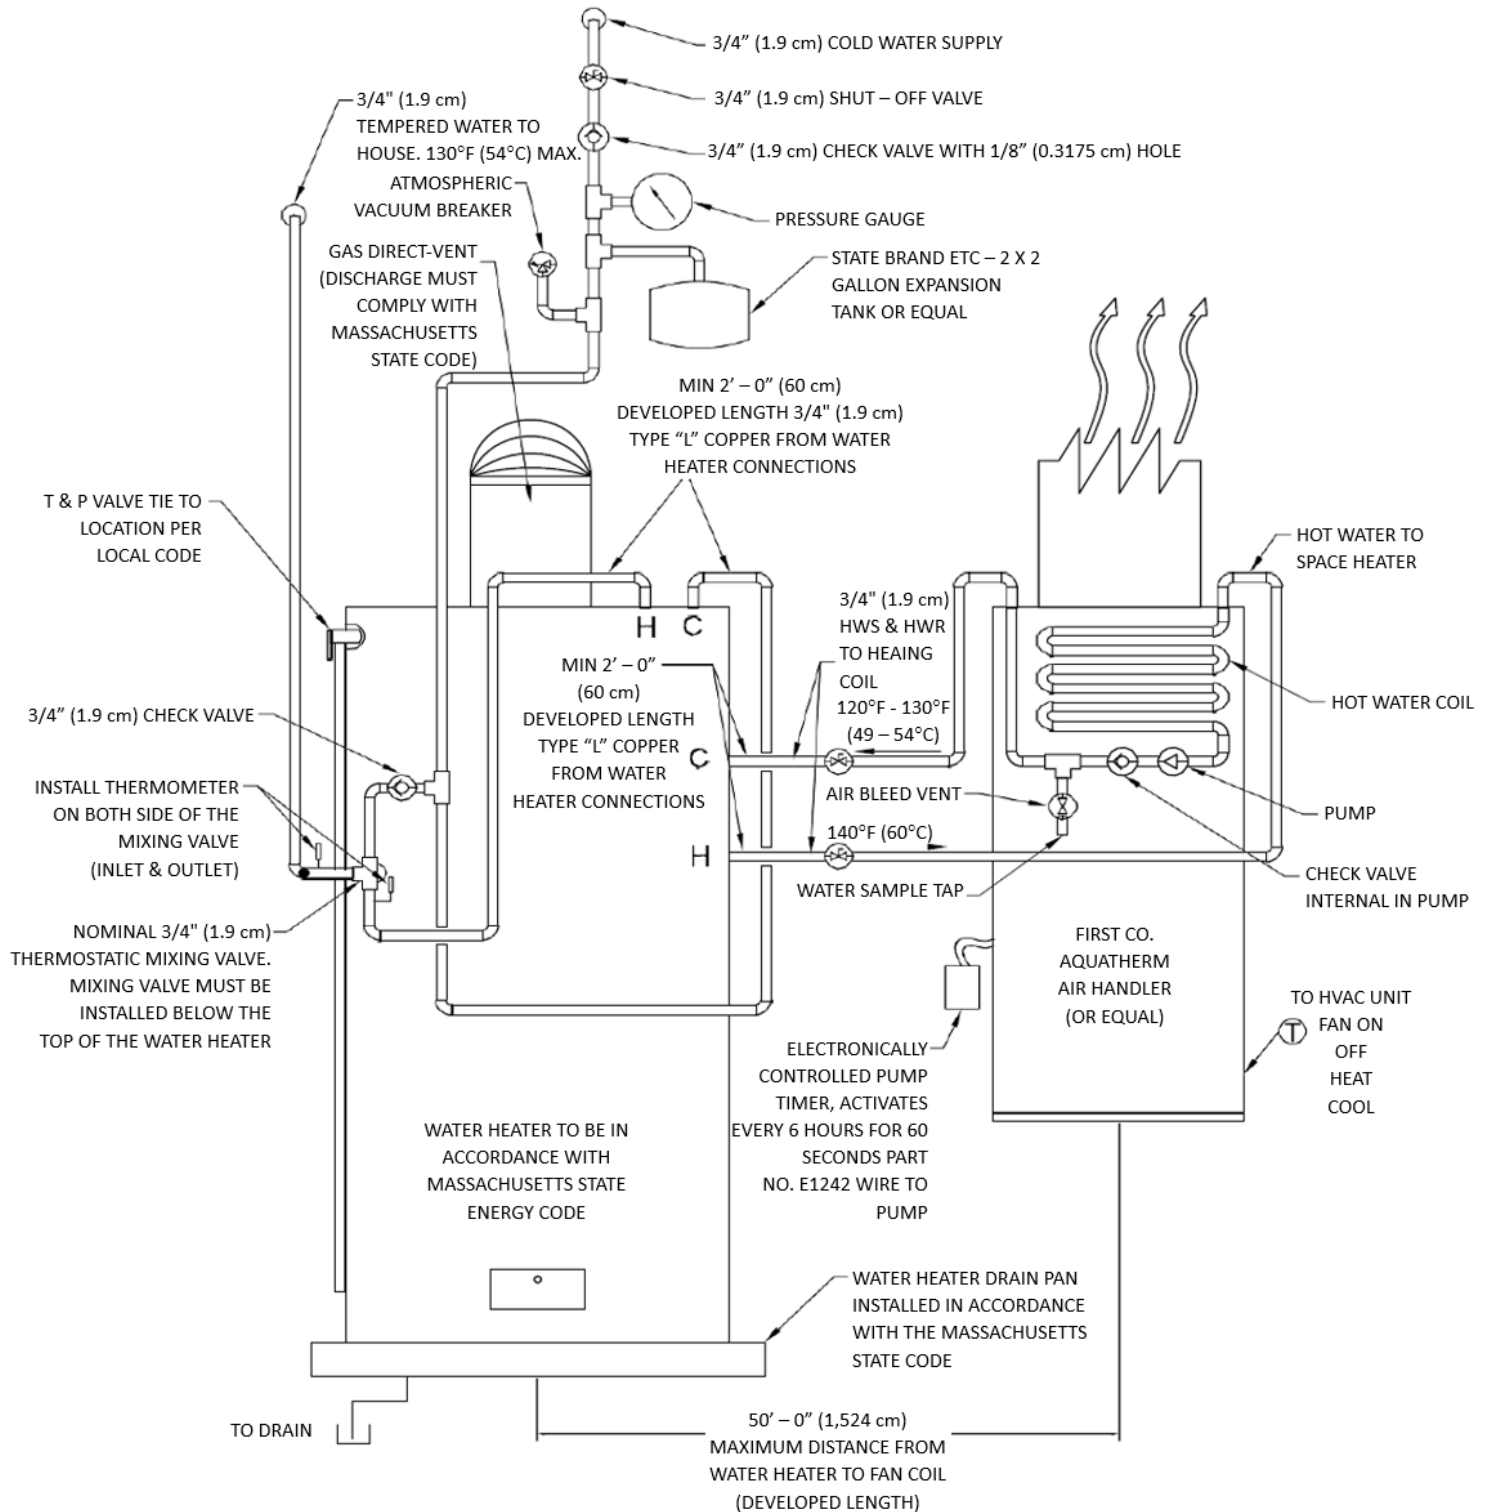 3/4” (1.9 cm) COLD WATER SUPPLY
3/4” (1.9 cm) SHUT – OFF VALVE
3/4” (1.9 cm) CHECK VALVE WITH 1/8” (0.3175 cm) HOLE
3/4" (1.9 cm)
TEMPERED WATER TO
HOUSE. 130°F (54°C) MAX.
ATMOSPHERIC
VACUUM BREAKER
PRESSURE GAUGE
GAS DIRECT-VENT
(DISCHARGE MUST
COMPLY WITH
MASSACHUSETTS
STATE CODE)
STATE BRAND ETC – 2 X 2
GALLON EXPANSION
TANK OR EQUAL
MIN 2’ – 0” (60 cm)
DEVELOPED LENGTH 3/4" (1.9 cm)
TYPE “L” COPPER FROM WATER
HEATER CONNECTIONS
T & P VALVE TIE TO
LOCATION PER
LOCAL CODE
HOT WATER TO
SPACE HEATER
H
C
3/4" (1.9 cm)
HWS & HWR
TO HEAING
COIL
120°F - 130°F
(49 – 54°C)
MIN 2’ – 0”
(60 cm)
DEVELOPED LENGTH
TYPE “L” COPPER
FROM WATER
HEATER CONNECTIONS
C
H
HOT WATER COIL
3/4” (1.9 cm) CHECK VALVE
INSTALL THERMOMETER
ON BOTH SIDE OF THE
MIXING VALVE
(INLET & OUTLET)
AIR BLEED VENT
140°F (60°C)
WATER SAMPLE TAP
PUMP
CHECK VALVE
INTERNAL IN PUMP
NOMINAL 3/4" (1.9 cm)
THERMOSTATIC MIXING VALVE.
MIXING VALVE MUST BE
INSTALLED BELOW THE
TOP OF THE WATER HEATER
FIRST CO.
AQUATHERM
AIR HANDLER
(OR EQUAL)
T
TO HVAC UNIT
FAN ON
OFF
HEAT
COOL
ELECTRONICALLY
CONTROLLED PUMP
TIMER, ACTIVATES
EVERY 6 HOURS FOR 60
SECONDS PART
NO. E1242 WIRE TO
PUMP
WATER HEATER TO BE IN
ACCORDANCE WITH
MASSACHUSETTS STATE
ENERGY CODE
WATER HEATER DRAIN PAN
INSTALLED IN ACCORDANCE
WITH THE MASSACHUSETTS
STATE CODE
TO DRAIN
50’ – 0” (1,524 cm)
MAXIMUM DISTANCE FROM
WATER HEATER TO FAN COIL
(DEVELOPED LENGTH)